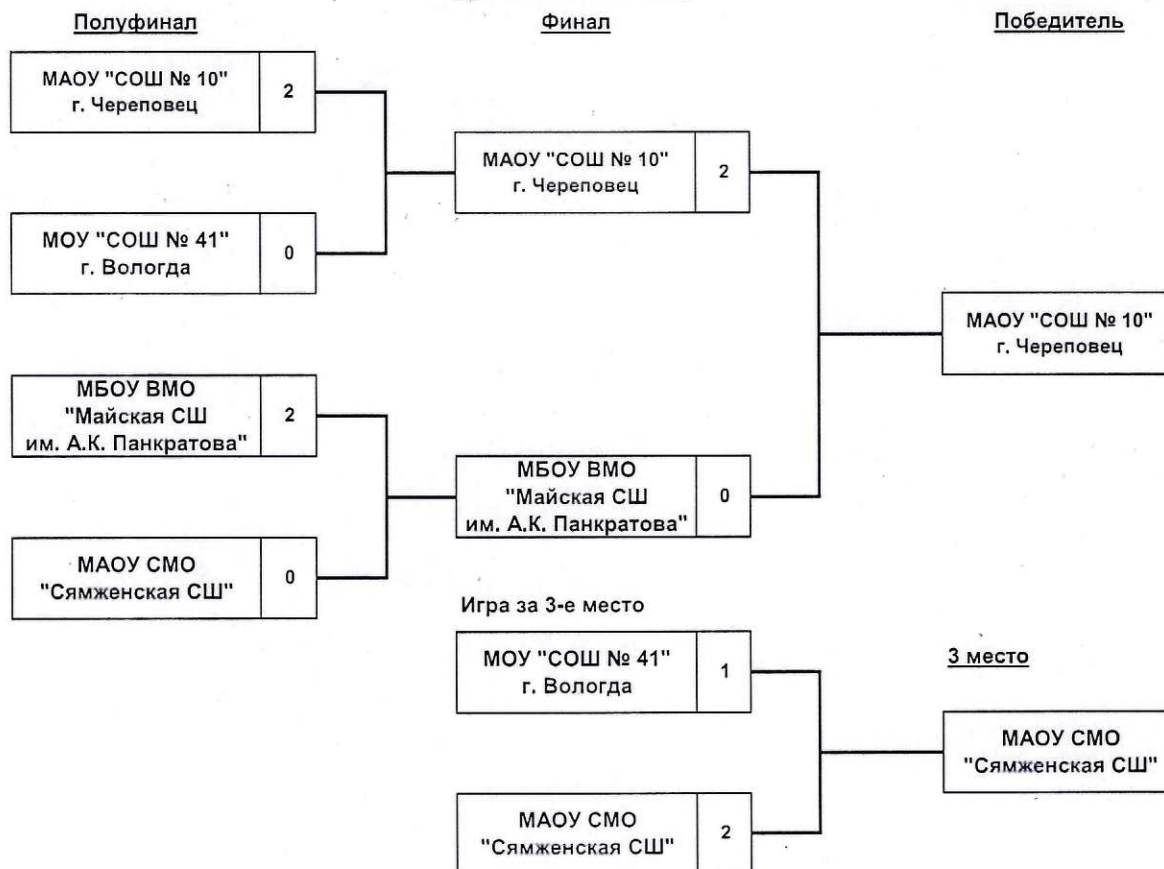 Полуфинал
Финал
Победитель
МАОУ "СОШ № 10"
г. Череповец
2
МОУ "СОШ № 41"
г. Вологда
0
МБОУ ВМО
"Майская СШ
им. А.К. Панкратова"
2
МАОУ СМО
"Сямженская СШ"
0
МАОУ "СОШ № 10"
г. Череповец
2
МБОУ ВМО
"Майская СШ
им. А.К. Панкратова"
0
МАОУ "СОШ № 10"
г. Череповец
Игра за 3-е место
МОУ "СОШ № 41"
г. Вологда
1
МАОУ СМО
"Сямженская СШ"
2
3 место
МАОУ СМО
"Сямженская СШ"